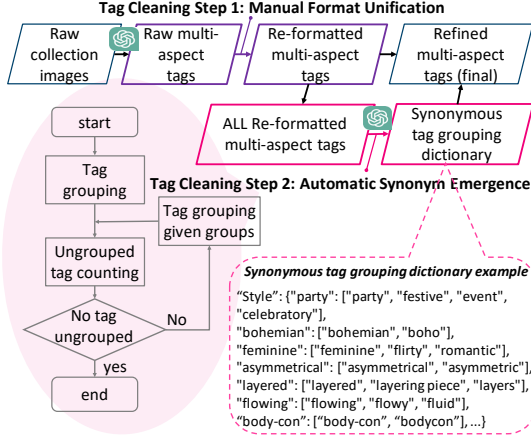 Tag Cleaning Step 1: Manual Format Unification
Raw
collection
images
Raw multi-
aspect
tags
Re-formatted
multi-aspect
tags
Refined
multi-aspect
tags (final)
ALL Re-formatted
multi-aspect tags
Synonymous
tag grouping
dictionary
Tag Cleaning Step 2: Automatic Synonym Emergence
start
Tag
grouping
Tag grouping
given groups
Ungrouped
tag counting
No tag
ungrouped
No
yes
end
Synonymous tag grouping dictionary example
“Style”: {"party": ["party", "festive", "event",
"celebratory"],
"bohemian": ["bohemian", "boho"],
"feminine": ["feminine", "flirty", "romantic"],
"asymmetrical": ["asymmetrical", "asymmetric"],
"layered": ["layered", "layering piece", "layers"],
"flowing": ["flowing", "flowy", "fluid"],
“body-con”: [“body-con”, “bodycon”], ...}